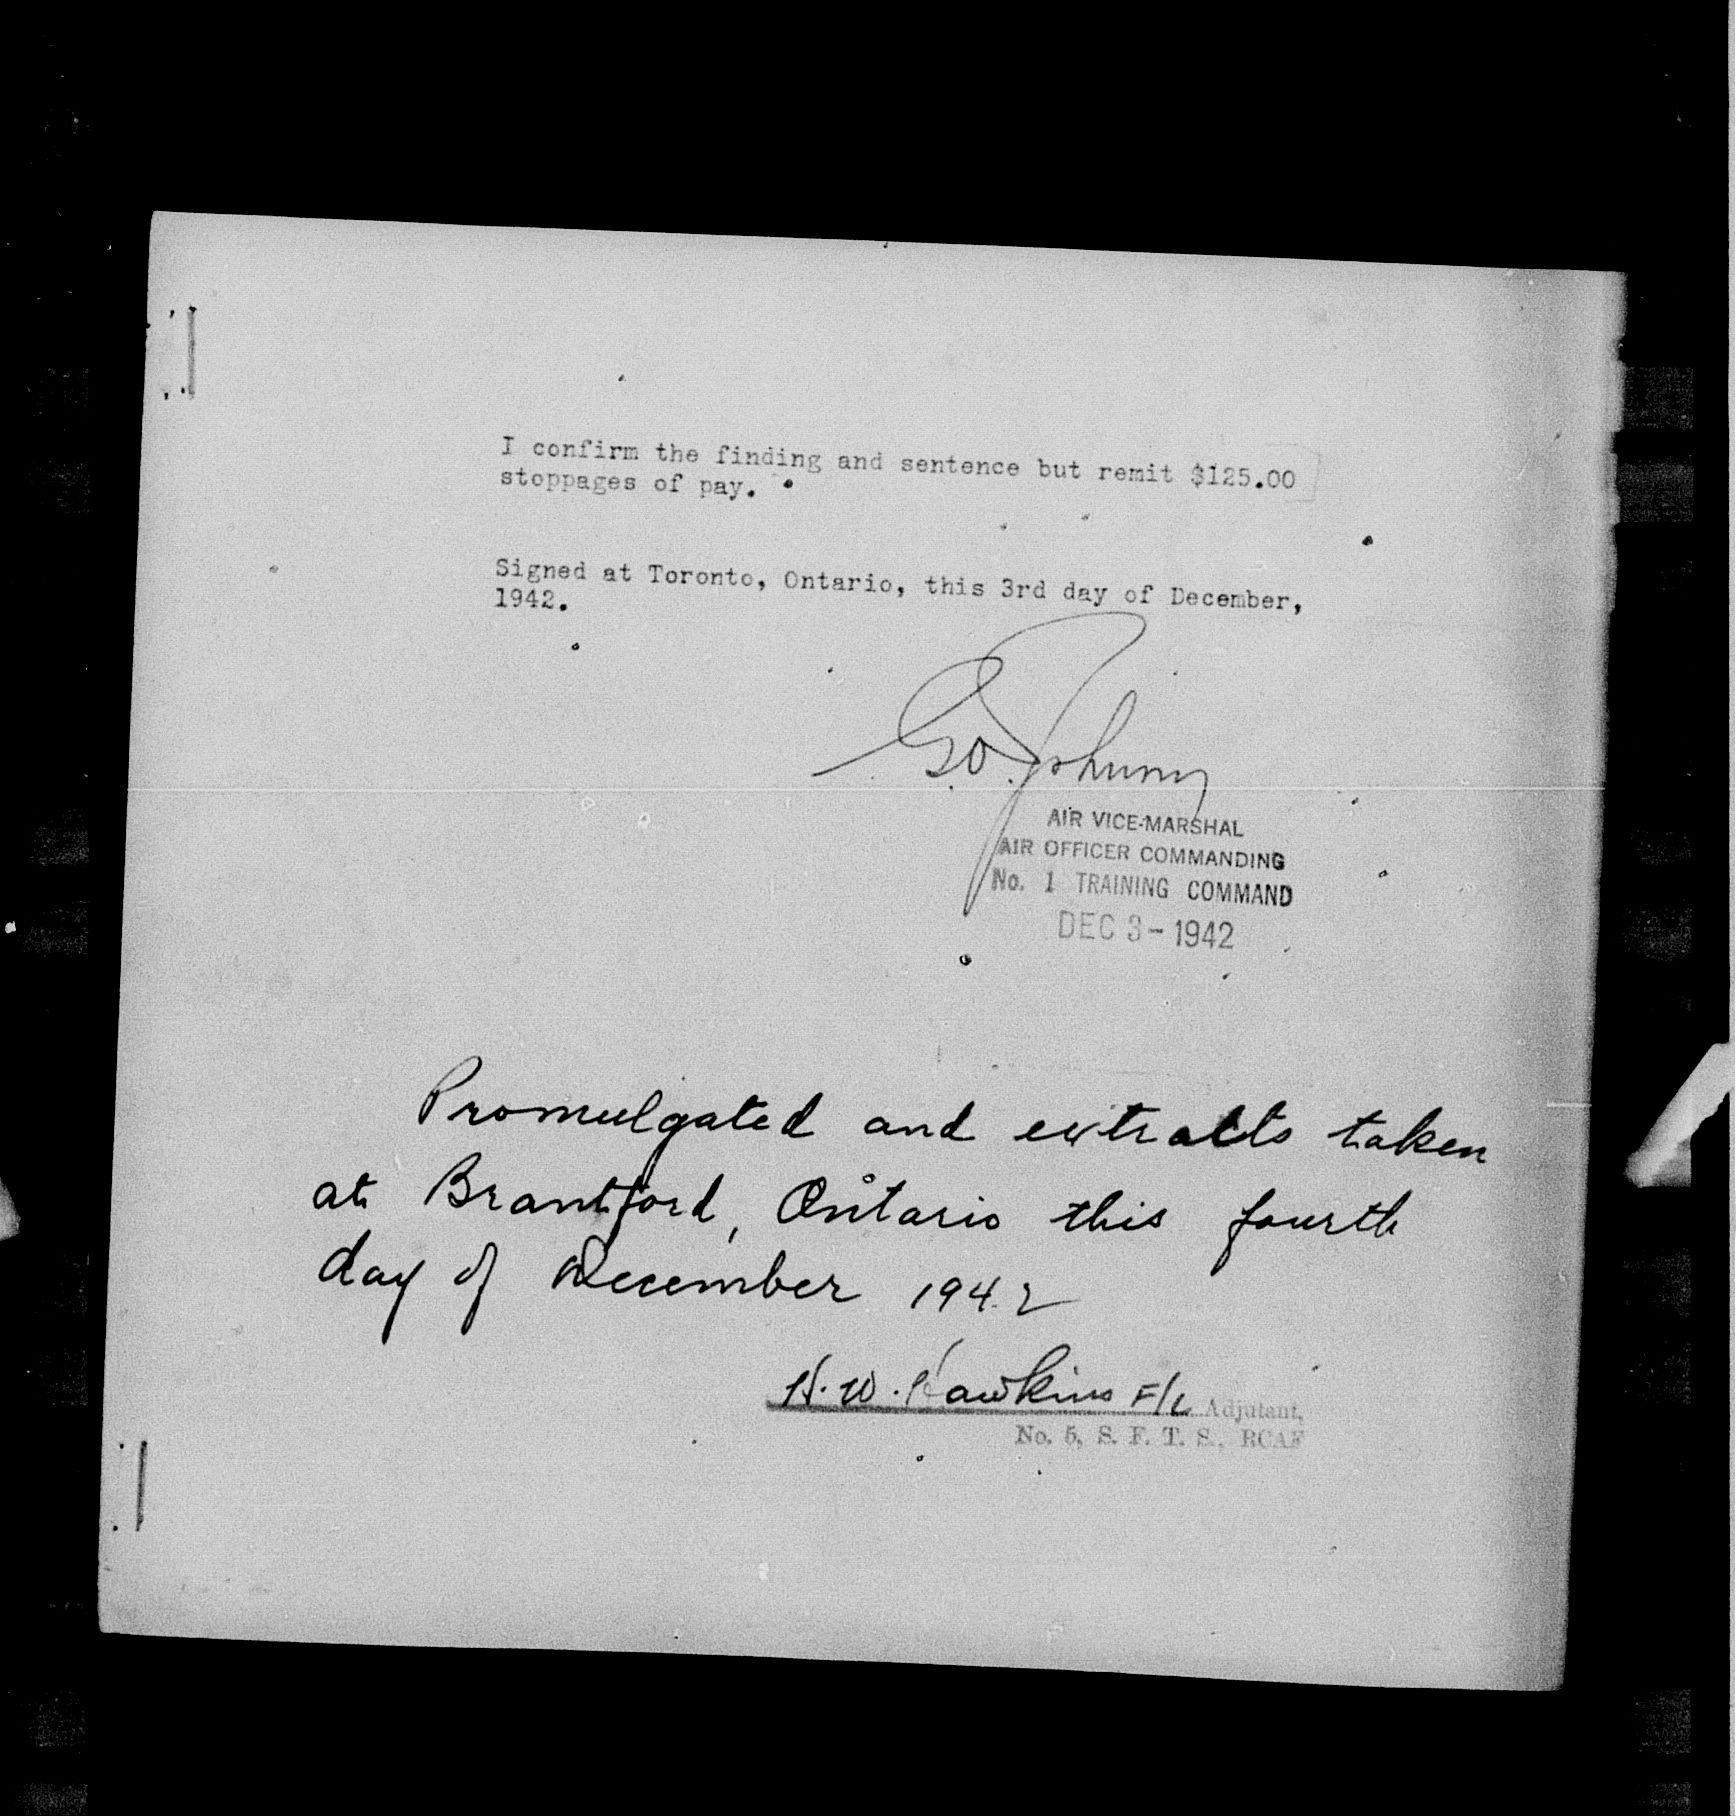 I confirm the finding and sentence but remit $125.00
stoppages of pay.
Signed at Toronto, Ontario, this 3rd day of December,
1942.
AIR VICE-MARSHAL
AIR OFFICER COMMANDING
No. 1 TRAINING COMMAND
DEC 3 - 1942
Promulgated and extracts taken
at Brantford, Ontario this fourth
day of December 1942
H. W. Hawkins F/L Adjutant,
No. 5, S. F. T. S., RCAF